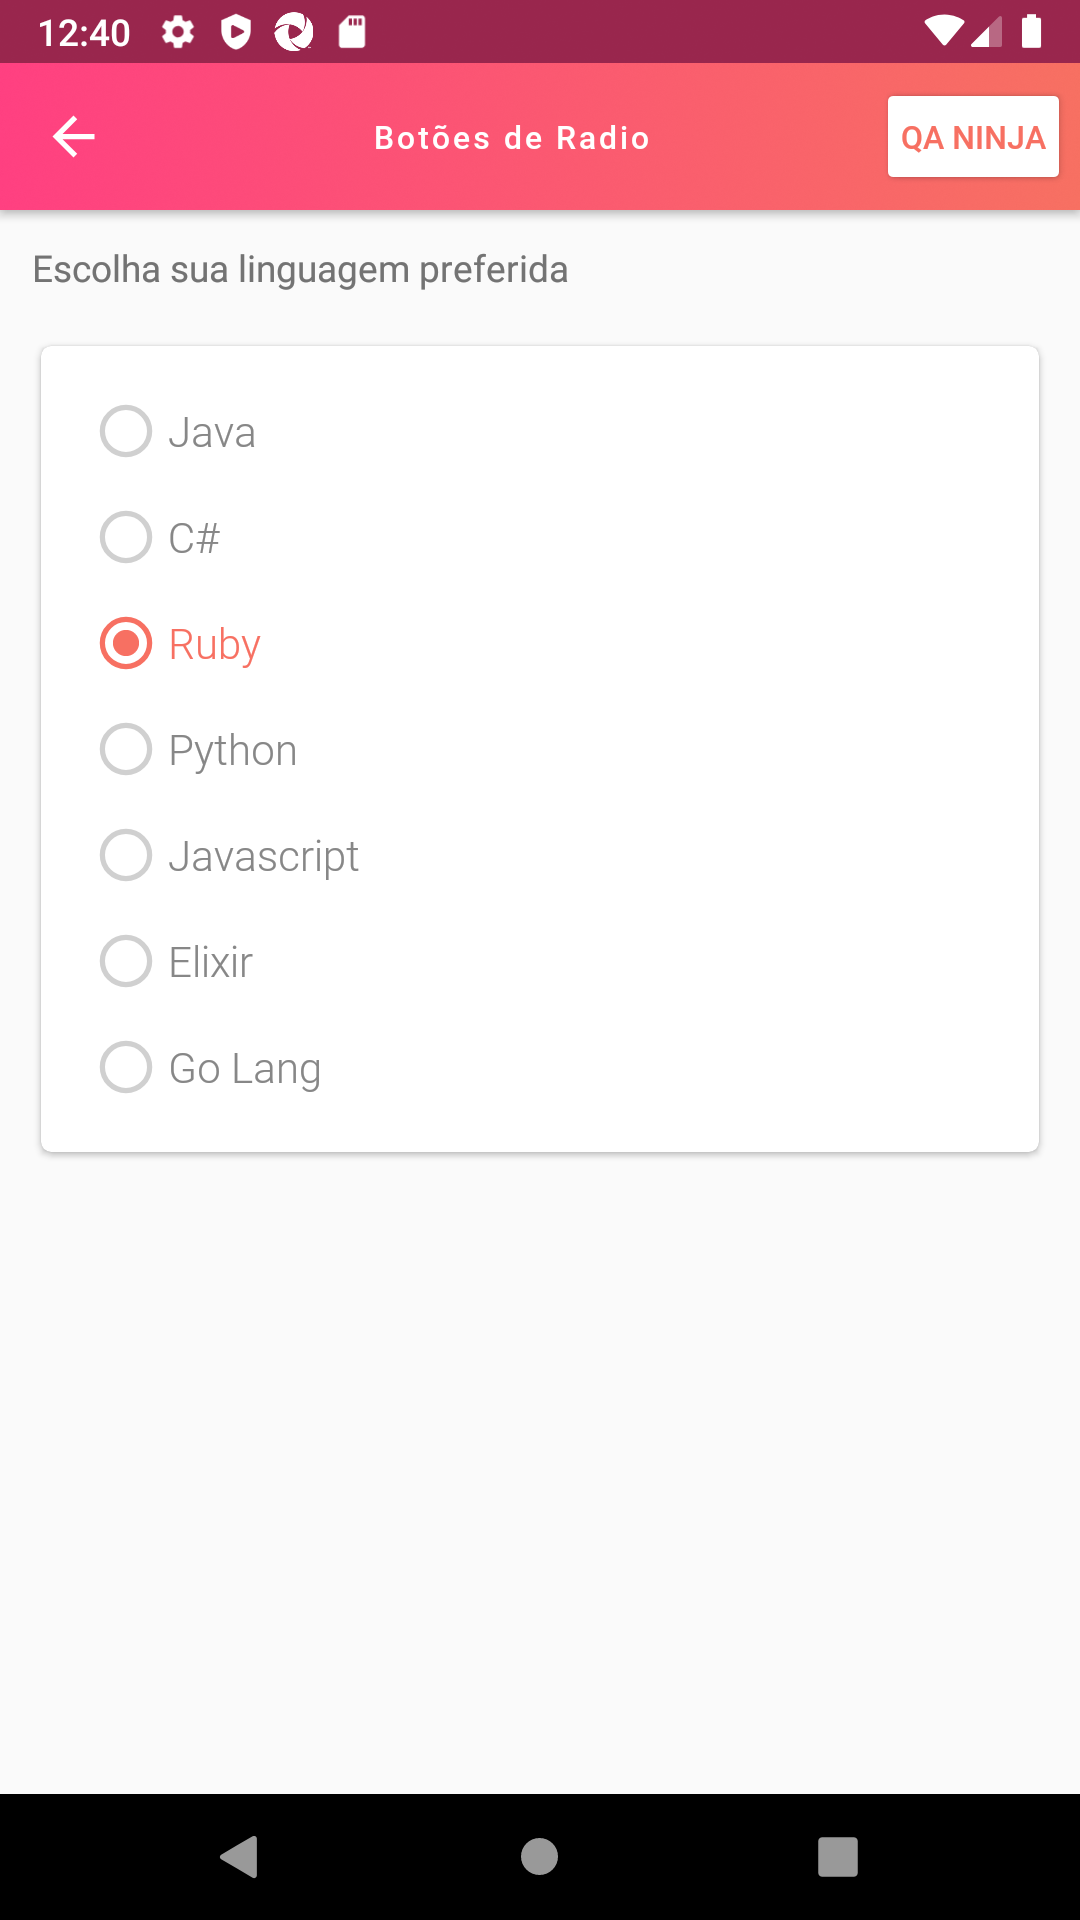 12:40
Botões de Radio
QA NINJA
Escolha sua linguagem preferida
Java
C#
Ruby
Python
Javascript
Elixir
Go Lang